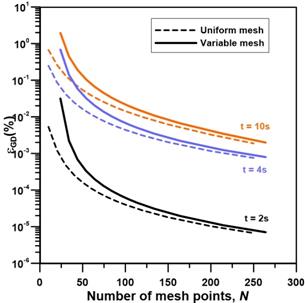 10¹
10⁰
10⁻¹
10⁻²
10⁻³
10⁻⁴
10⁻⁵
10⁻⁶
εGD(%)
Uniform mesh
Variable mesh
t = 10s
t = 4s
t = 2s
0 50 100 150 200 250 300
Number of mesh points, N